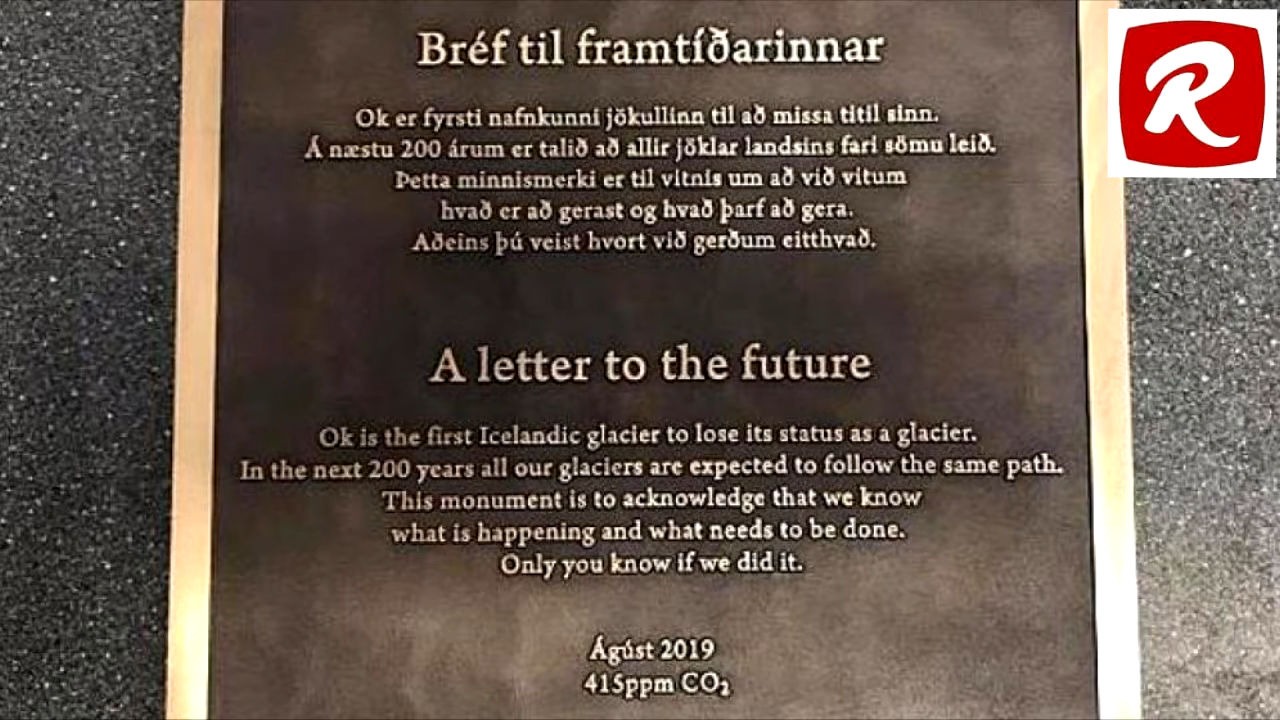 Bréf til framtíðarinnar
Ok er fyrsti nafnkunni jökullinn til að missa titil sinn.
Á næstu 200 árum er talið að allir jöklar landsins fari sömu leið.
Þetta minnismerki er til vitnis um að við vitum
hvað er að gerast og hvað þarf að gera.
Aðeins þú veist hvort við gerðum eitthvað.
A letter to the future
Ok is the first Icelandic glacier to lose its status as a glacier.
In the next 200 years all our glaciers are expected to follow the same path.
This monument is to acknowledge that we know
what is happening and what needs to be done.
Only you know if we did it.
Ágúst 2019
415ppm CO₂
R